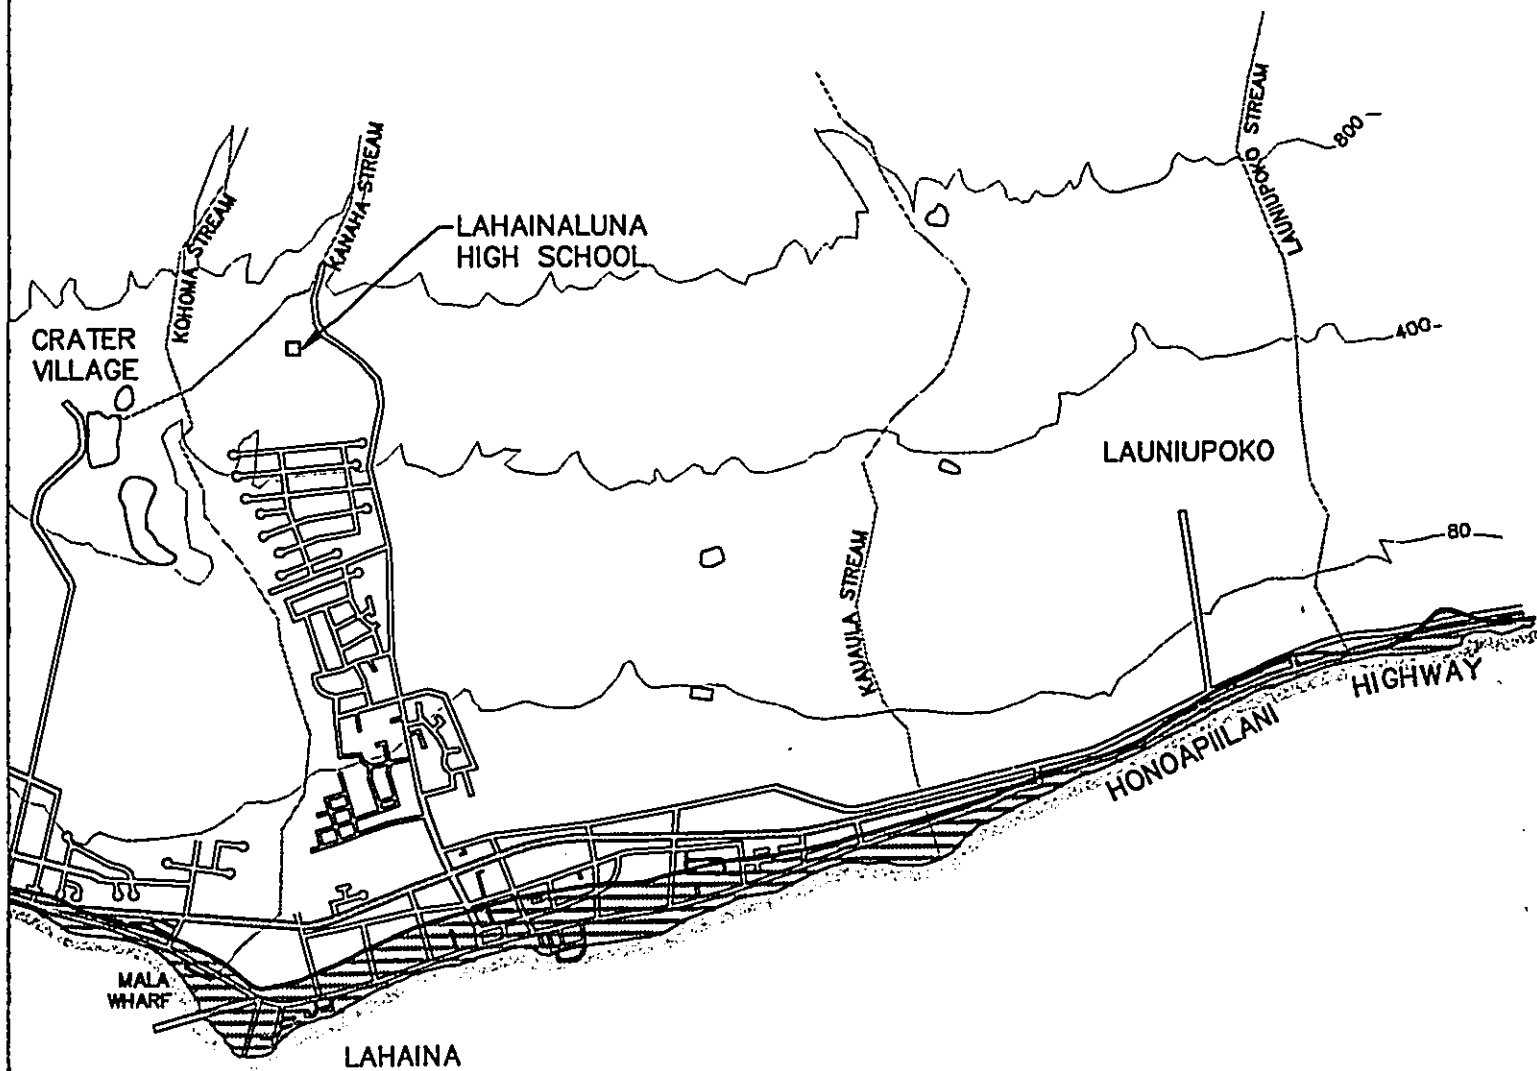 LAUNIUPOKO STREAM
800
KOHOMA STREAM
KANAHA STREAM
LAHAINALUNA
HIGH SCHOOL
LAUNIUPOKO
CRATER
VILLAGE
400
LAUNIUPOKO
80
KAUAULA STREAM
HONOAPIILANI HIGHWAY
MALA
WHARF
LAHAINA